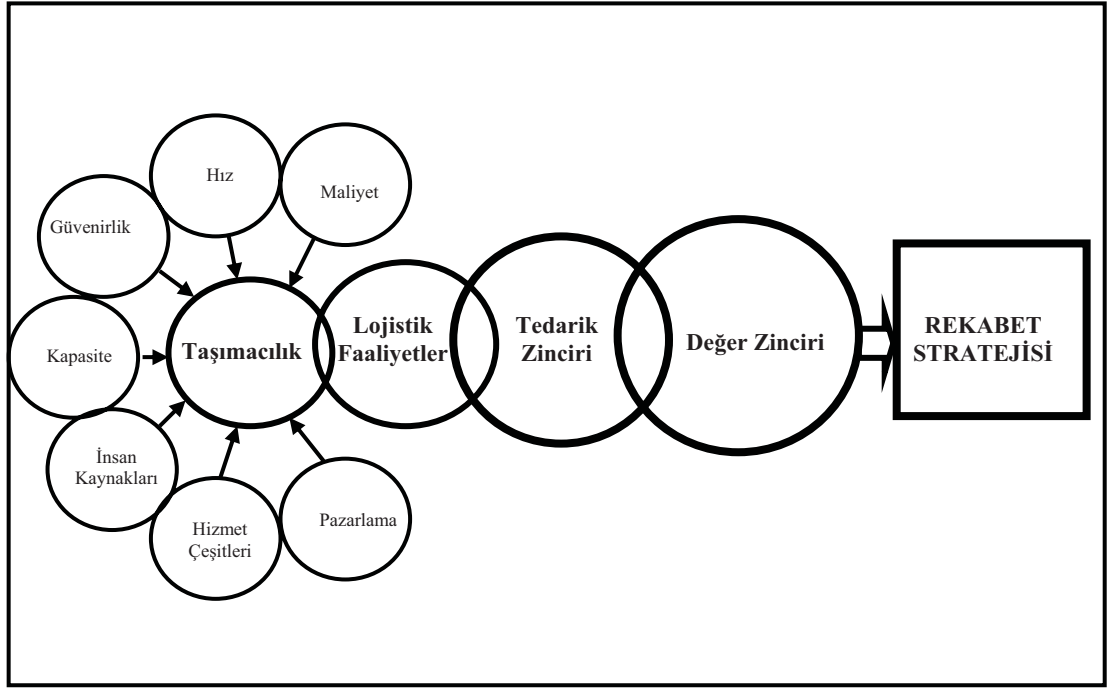 Hız
Maliyet
Güvenirlik
Kapasite
Taşımacılık
Lojistik
Faaliyetler
Tedarik
Zinciri
Değer Zinciri
REKABET
STRATEJİSİ
İnsan
Kaynakları
Hizmet
Çeşitleri
Pazarlama